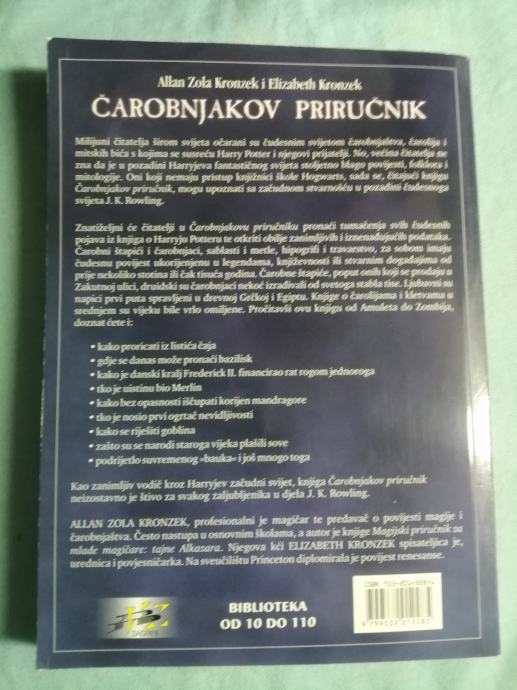 Allan Zola Kronzek i Elizabeth Kronzek
ČAROBNJAKOV PRIRUČNIK
Milijuni čitatelja širom svijeta očarani su čudesnim svijetom čarobnjaštva, čarolija i
mitskih bića s kojima se susreću Harry Potter i njegovi prijatelji. No, većina čitatelja ne
zna da je u pozadini Harryjeva fantastičnog svijeta stoljetno blago povijesti, folklora i
mitologije. Oni koji nemaju pristup knjižnici škole Hogwarts, sada se, čitajući knjigu
Čarobnjakov priručnik, mogu upoznati sa začudnom stvarnošću u pozadini čudesnoga
svijeta J. K. Rowling.
Znatiželjni će čitatelji u Čarobnjakovu priručniku pronaći tumačenja svih čudesnih
pojava iz knjiga o Harryju Potteru te otkriti obilje zanimljivih i iznenađujućih podataka.
Čarobni štapići i čarobnjaci, sablasti i metle, hipogrifi i travarstvo, za sobom imaju
čudesnu povijest ukorijenjenu u legendama, književnosti ili stvarnim događajima od
prije nekoliko stotina ili čak tisuća godina. Čarobne štapiće, poput onih koji se prodaju u
Zakutnoj ulici, druidski su čarobnjaci nekoć izrađivali od svetoga stabla tise. Ljubavni su
napici prvi puta spravljeni u drevnoj Grčkoj i Egiptu. Knjige o čarolijama i kletvama u
srednjem su vijeku bile vrlo omiljene. Pročitavši ovu knjigu od Amuleta do Zombija,
doznat ćete i:
• kako proricati iz listića čaja
• gdje se danas može pronaći bazilisk
• kako je danski kralj Frederick II. financirao rat rogom jednoroga
• tko je uistinu bio Merlin
• kako bez opasnosti iščupati korijen mandragore
• tko je nosio prvi ogrtač nevidljivosti
• kako se riješiti goblina
• zašto su se narodi staroga vijeka plašili sove
• podrijetlo suvremenog »bauka« i još mnogo toga
Kao zanimljiv vodič kroz Harryjev začudni svijet, knjiga Čarobnjakov priručnik
neizostavno je štivo za svakog zaljubljenika u djela J. K. Rowling.
ALLAN ZOLA KRONZEK, profesionalni je magičar te predavač o povijesti magije i
čarobnjaštva. Često nastupa u osnovnim školama, a autor je knjige Magijski priručnik za
mlade magičare: tajne Alkazara. Njegova kći ELIZABETH KRONZEK spisateljica je,
urednica i povjesničarka. Na sveučilištu Princeton diplomirala je povijest renesanse.
ZAGREB
BIBLIOTEKA
OD 10 DO 110
ISBN